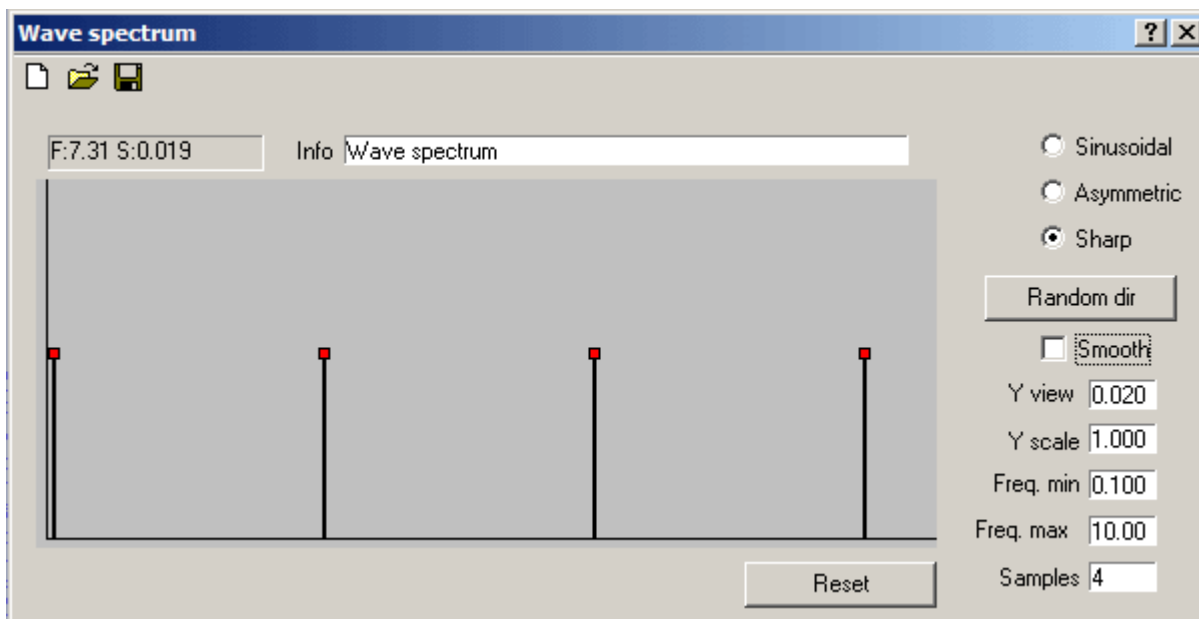 Wave spectrum
F:7.31 S:0.019
Info Wave spectrum
Sinusoidal
Asymmetric
Sharp
Random dir
Smooth
Y view 0.020
Y scale 1.000
Freq. min 0.100
Freq. max 10.00
Samples 4
Reset